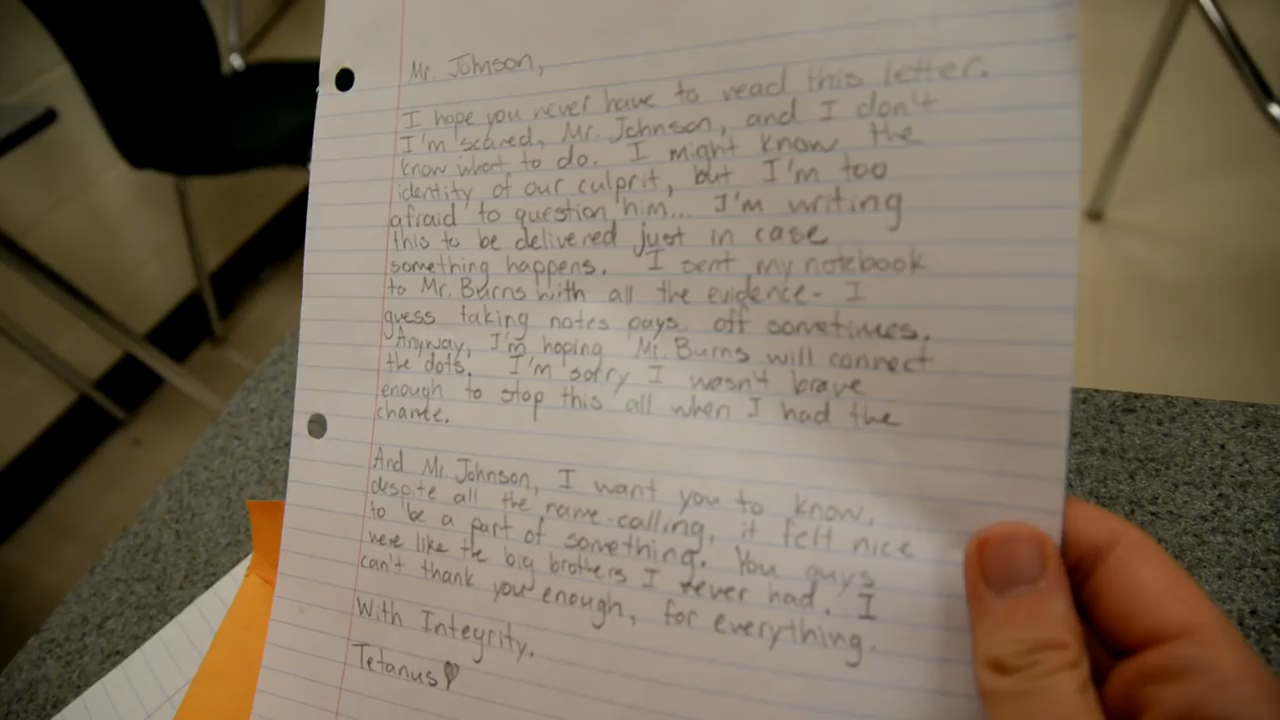 Mr. Johnson,
I hope you never have to read this letter.
I'm scared, Mr. Johnson, and I don't
know what to do. I might know the
identity of our culprit, but I'm too
afraid to question him... I'm writing
this to be delivered just in case
something happens. I sent my notebook
to Mr. Burns with all the evidence- I
guess taking notes pays off sometimes.
Anyway, I'm hoping Mr. Burns will connect
the dots. I'm sorry I wasn't brave
enough to stop this all when I had the
chance.
And Mr. Johnson, I want you to know,
despite all the name-calling, it felt nice
to be a part of something. You guys
were like the big brothers I never had. I
can't thank you enough, for everything.
With Integrity,
Tetanus♥